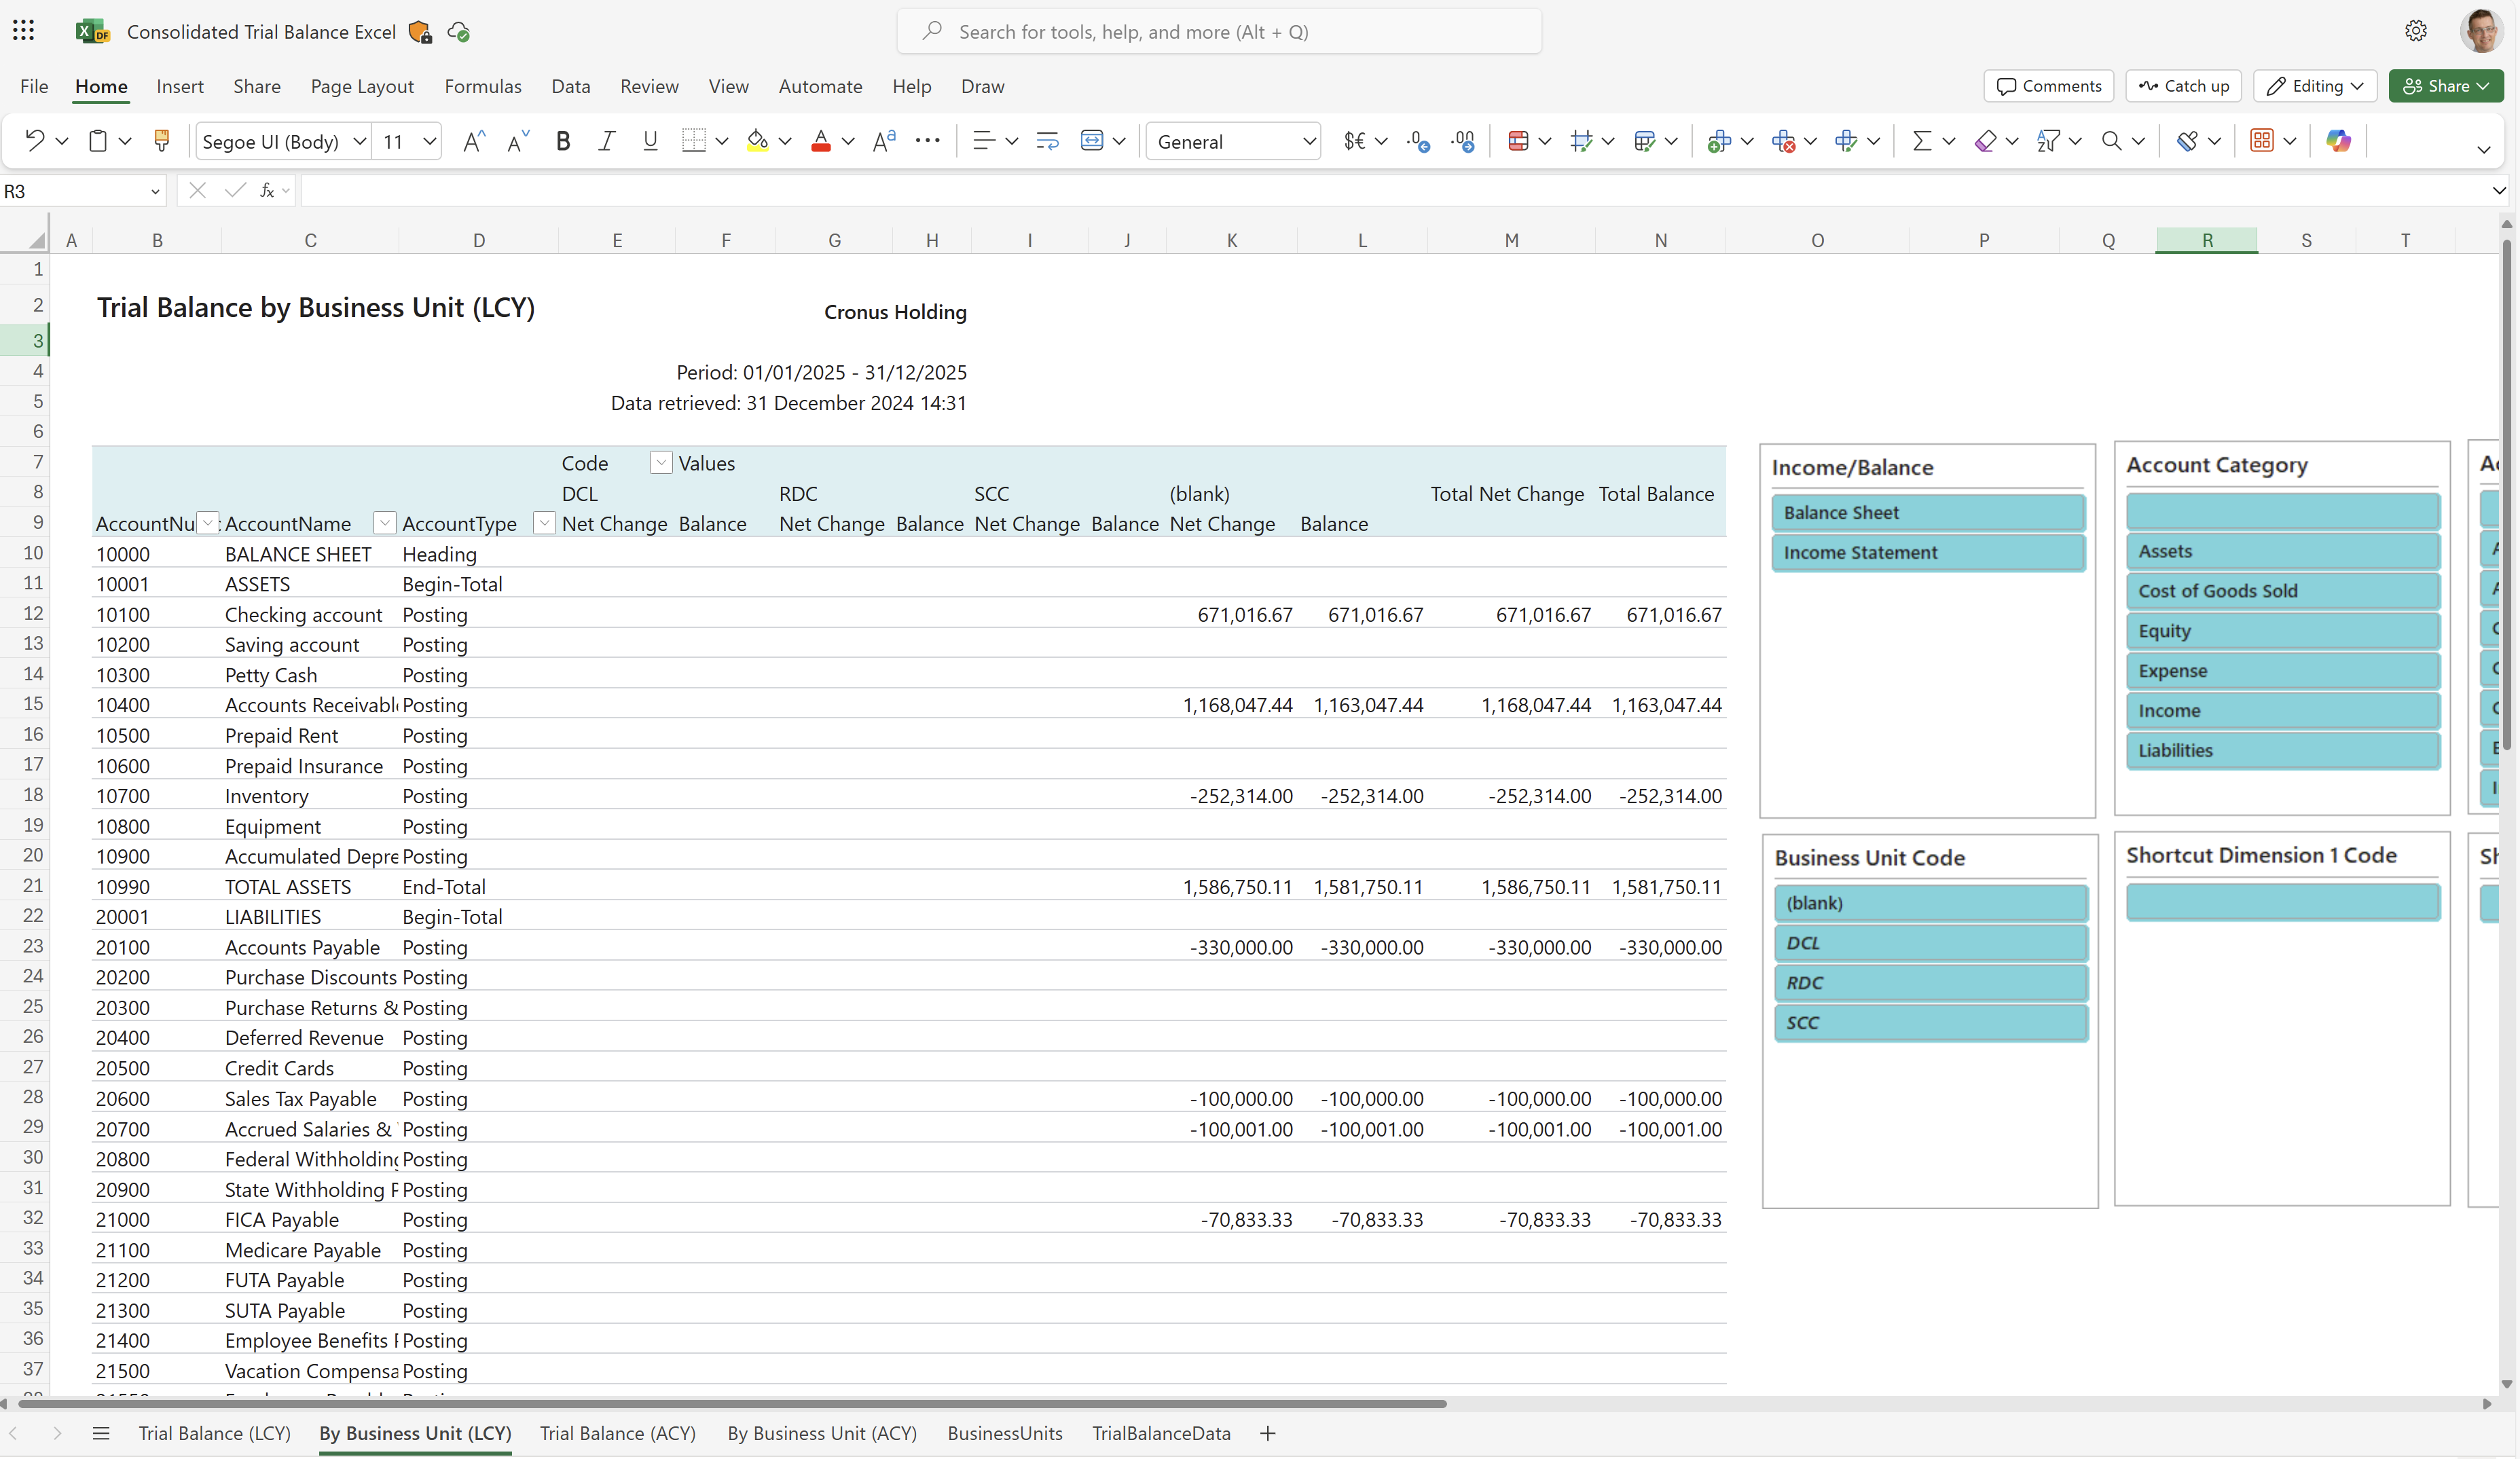 Consolidated Trial Balance Excel
Search for tools, help, and more (Alt + Q)
File Home Insert Share Page Layout Formulas Data Review View Automate Help Draw
Comments Catch up Editing Share
Segoe UI (Body) 11 General
R3
A B C D E F G H I J K L M N O P Q R S T
1
2 Trial Balance by Business Unit (LCY) Cronus Holding
3
4 Period: 01/01/2025 - 31/12/2025
5 Data retrieved: 31 December 2024 14:31
6
7 Code Values
8 DCL RDC SCC (blank) Total Net Change Total Balance
9 AccountNu AccountName AccountType Net Change Balance Net Change Balance Net Change Balance Net Change Balance
10 10000 BALANCE SHEET Heading
11 10001 ASSETS Begin-Total
12 10100 Checking account Posting 671,016.67 671,016.67 671,016.67 671,016.67
13 10200 Saving account Posting
14 10300 Petty Cash Posting
15 10400 Accounts Receivabl Posting 1,168,047.44 1,163,047.44 1,168,047.44 1,163,047.44
16 10500 Prepaid Rent Posting
17 10600 Prepaid Insurance Posting
18 10700 Inventory Posting -252,314.00 -252,314.00 -252,314.00 -252,314.00
19 10800 Equipment Posting
20 10900 Accumulated Depre Posting
21 10990 TOTAL ASSETS End-Total 1,586,750.11 1,581,750.11 1,586,750.11 1,581,750.11
22 20001 LIABILITIES Begin-Total
23 20100 Accounts Payable Posting -330,000.00 -330,000.00 -330,000.00 -330,000.00
24 20200 Purchase Discounts Posting
25 20300 Purchase Returns & Posting
26 20400 Deferred Revenue Posting
27 20500 Credit Cards Posting
28 20600 Sales Tax Payable Posting -100,000.00 -100,000.00 -100,000.00 -100,000.00
29 20700 Accrued Salaries & Posting -100,001.00 -100,001.00 -100,001.00 -100,001.00
30 20800 Federal Withholding Posting
31 20900 State Withholding Posting
32 21000 FICA Payable Posting -70,833.33 -70,833.33 -70,833.33 -70,833.33
33 21100 Medicare Payable Posting
34 21200 FUTA Payable Posting
35 21300 SUTA Payable Posting
36 21400 Employee Benefits Posting
37 21500 Vacation Compensa Posting
Income/Balance
Balance Sheet
Income Statement
Account Category
Assets
Cost of Goods Sold
Equity
Expense
Income
Liabilities
Business Unit Code
(blank)
DCL
RDC
SCC
Shortcut Dimension 1 Code
Trial Balance (LCY) By Business Unit (LCY) Trial Balance (ACY) By Business Unit (ACY) BusinessUnits TrialBalanceData